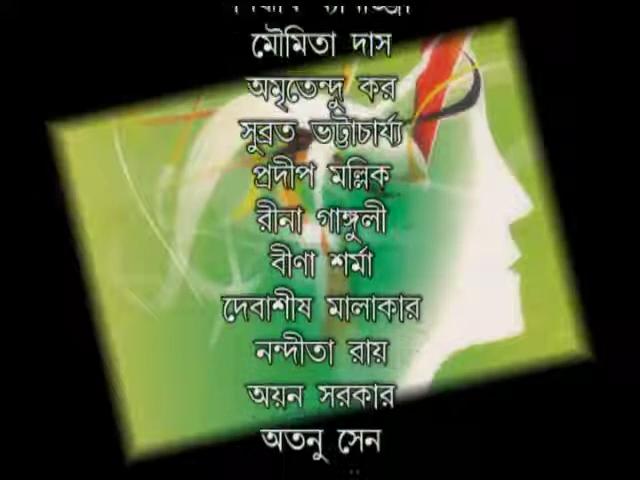 মৌমিতা দাস
অমৃতেন্দু কর
সুব্রত ভট্টাচার্য্য
প্রদীপ মল্লিক
রীনা গাঙ্গুলী
বীণা শর্মা
দেবাশীষ মালাকার
নন্দীতা রায়
অয়ন সরকার
অতনু সেন